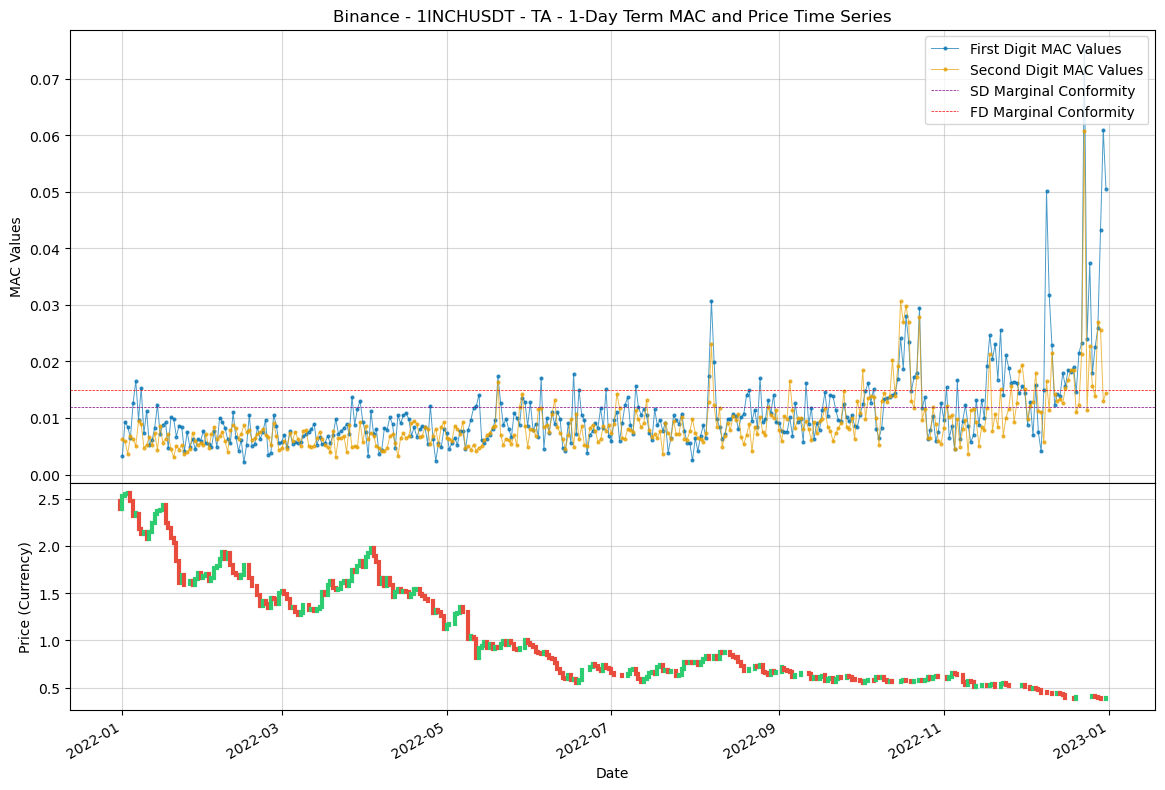 Binance - 1INCHUSDT - TA - 1-Day Term MAC and Price Time Series
First Digit MAC Values
Second Digit MAC Values
SD Marginal Conformity
FD Marginal Conformity
MAC Values
0.07
0.06
0.05
0.04
0.03
0.02
0.01
0.00
Price (Currency)
2.5
2.0
1.5
1.0
0.5
2022-01
2022-03
2022-05
2022-07
2022-09
2022-11
2023-01
Date